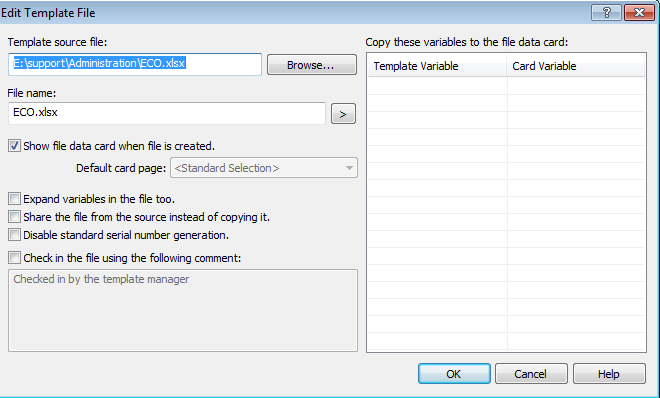 Edit Template File
Template source file:
E:\support\Administration\ECO.xlsx
Browse...
File name:
ECO.xlsx
>
Show file data card when file is created.
Default card page: <Standard Selection>
Expand variables in the file too.
Share the file from the source instead of copying it.
Disable standard serial number generation.
Check in the file using the following comment:
Checked in by the template manager
Copy these variables to the file data card:
Template Variable Card Variable
OK Cancel Help